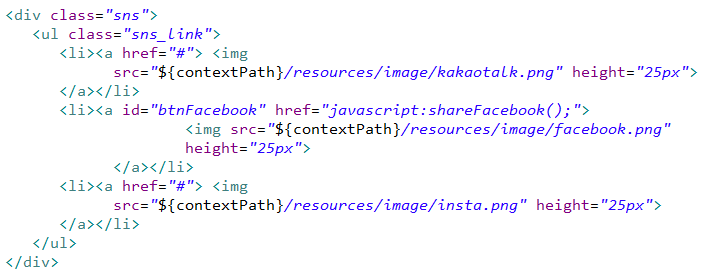 <div class="sns">
<ul class="sns_link">
<li><a href="#"> <img
src="${contextPath}/resources/image/kakaotalk.png" height="25px">
</a></li>
<li><a id="btnFacebook" href="javascript:shareFacebook();">
<img src="${contextPath}/resources/image/facebook.png"
height="25px">
</a></li>
<li><a href="#"> <img
src="${contextPath}/resources/image/insta.png" height="25px">
</a></li>
</ul>
</div>